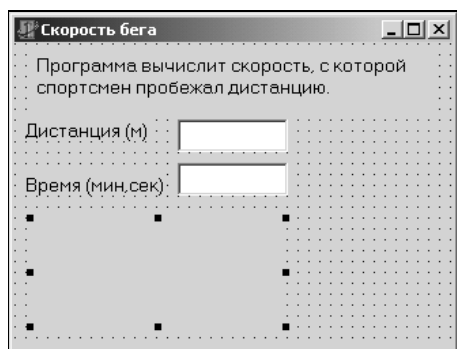 Скорость бега
Программа вычислит скорость, с которой
спортсмен пробежал дистанцию.
Дистанция (м)
Время (мин,сек)